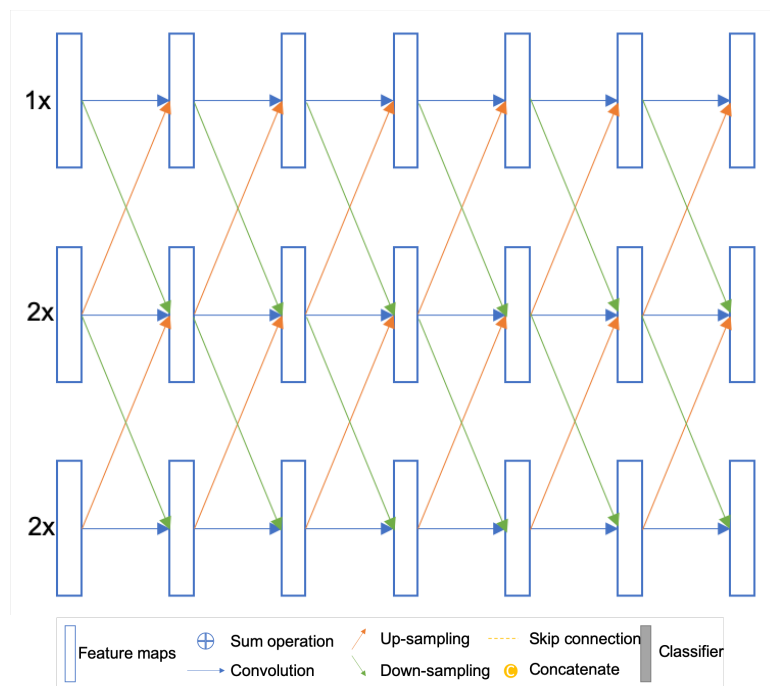 1x
2x
2x
Feature maps
Sum operation
Convolution
Up-sampling
Down-sampling
Skip connection
C Concatenate
Classifier